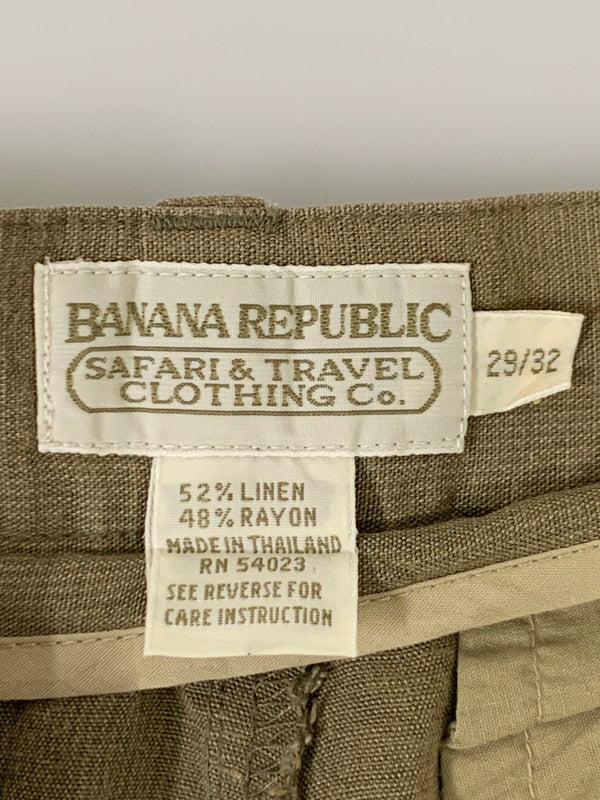 BANANA REPUBLIC
SAFARI & TRAVEL
CLOTHING Co.
29/32
52% LINEN
48% RAYON
MADE IN THAILAND
RN 54023
SEE REVERSE FOR
CARE INSTRUCTION